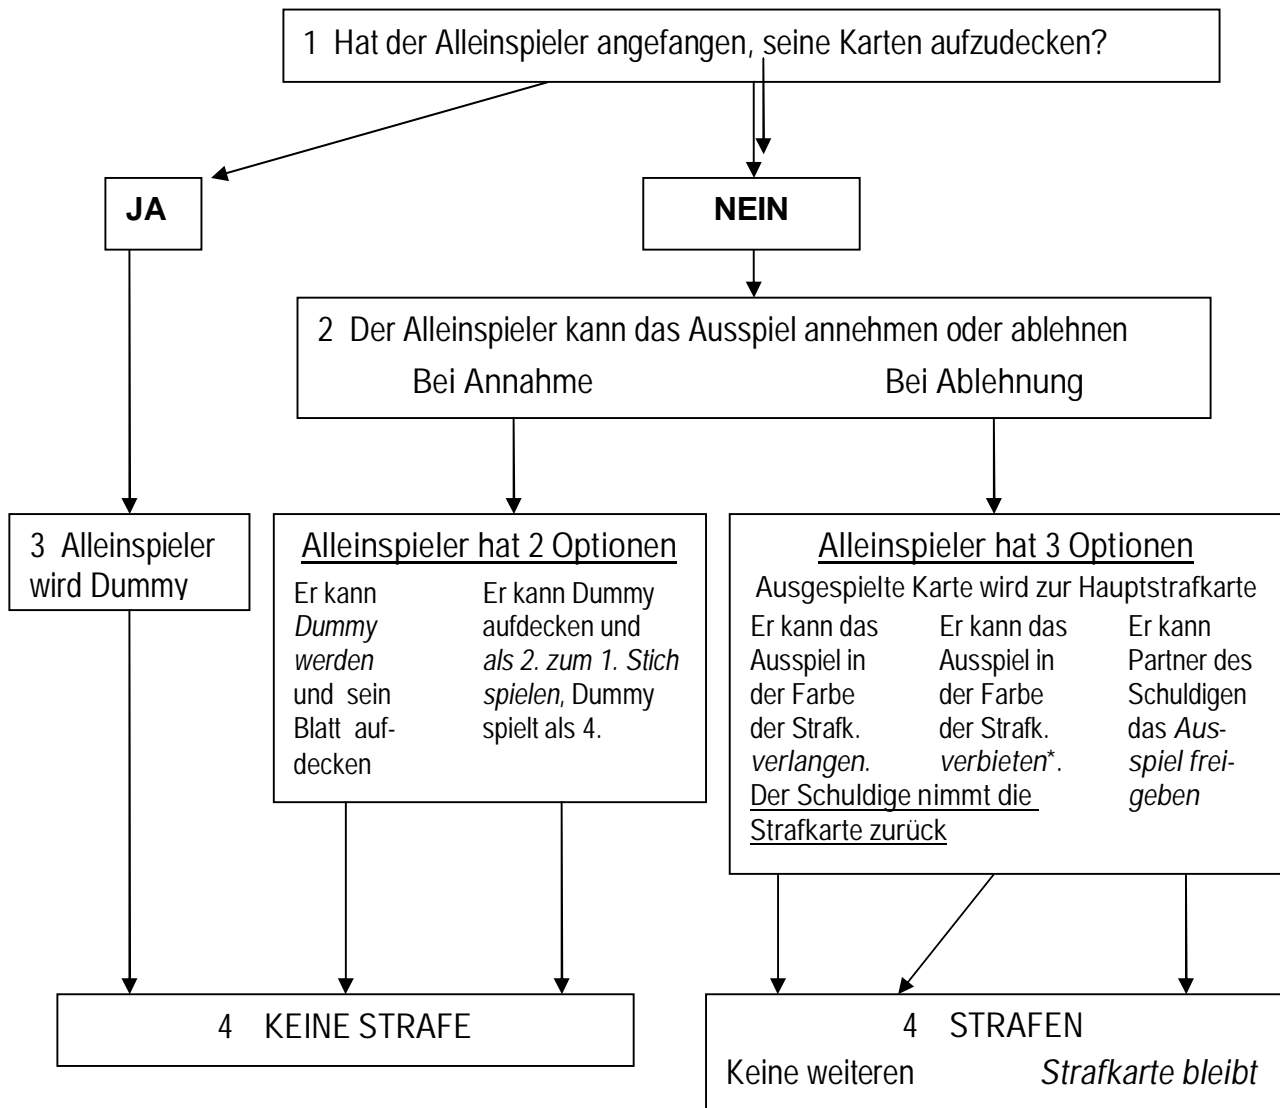 1 Hat der Alleinspieler angefangen, seine Karten aufzudecken?
JA
NEIN
2 Der Alleinspieler kann das Ausspiel annehmen oder ablehnen
Bei Annahme
Bei Ablehnung
3 Alleinspieler
wird Dummy
Alleinspieler hat 2 Optionen
Er kann
Dummy
werden
und sein
Blatt auf-
decken
Er kann Dummy
aufdecken und
als 2. zum 1. Stich
spielen, Dummy
spielt als 4.
Alleinspieler hat 3 Optionen
Ausgespielte Karte wird zur Hauptstrafkarte
Er kann das
Ausspiel in
der Farbe
der Strafk.
verlangen.
Er kann das
Ausspiel in
der Farbe
der Strafk.
verbieten*.
Er kann
Partner des
Schuldigen
das Aus-
spiel frei-
geben
Der Schuldige nimmt die
Strafkarte zurück
4 KEINE STRAFE
4 STRAFEN
Keine weiteren
Strafkarte bleibt